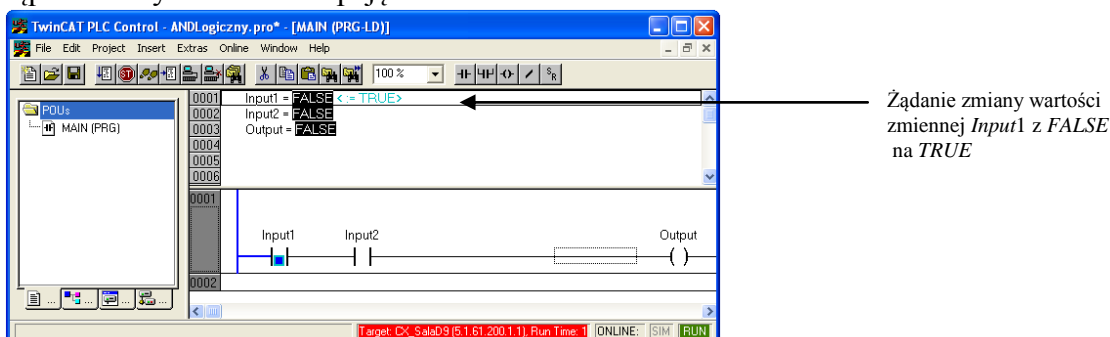 TwinCAT PLC Control - ANDLogiczny.pro* - [MAIN (PRG-LD)]
File Edit Project Insert Extras Online Window Help
100 %
POUs
MAIN (PRG)
0001 Input1 = FALSE < := TRUE>
0002 Input2 = FALSE
0003 Output = FALSE
0004
0005
0006
Żądanie zmiany wartości
zmiennej Input1 z FALSE
na TRUE
0001
Input1 Input2 Output
0002
Target: CX_SalaD9 (5.1.61.200.1.1), Run Time: 1 ONLINE: SIM RUN